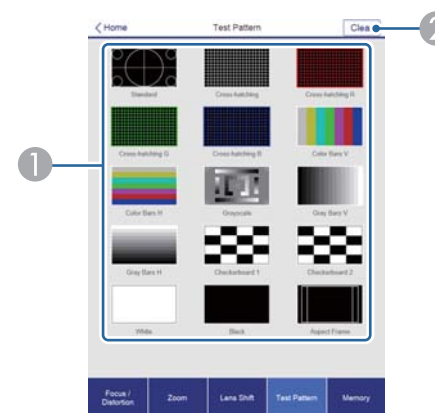 Home Test Pattern Clea
2
Standard Cross-hatching Cross-hatching R
1
Cross-hatching G Cross-hatching B Color Bars V
Color Bars H Grayscale Gray Bars V
Gray Bars H Checkerboard 1 Checkerboard 2
White Black Aspect Frame
Focus / Distortion Zoom Lens Shift Test Pattern Memory